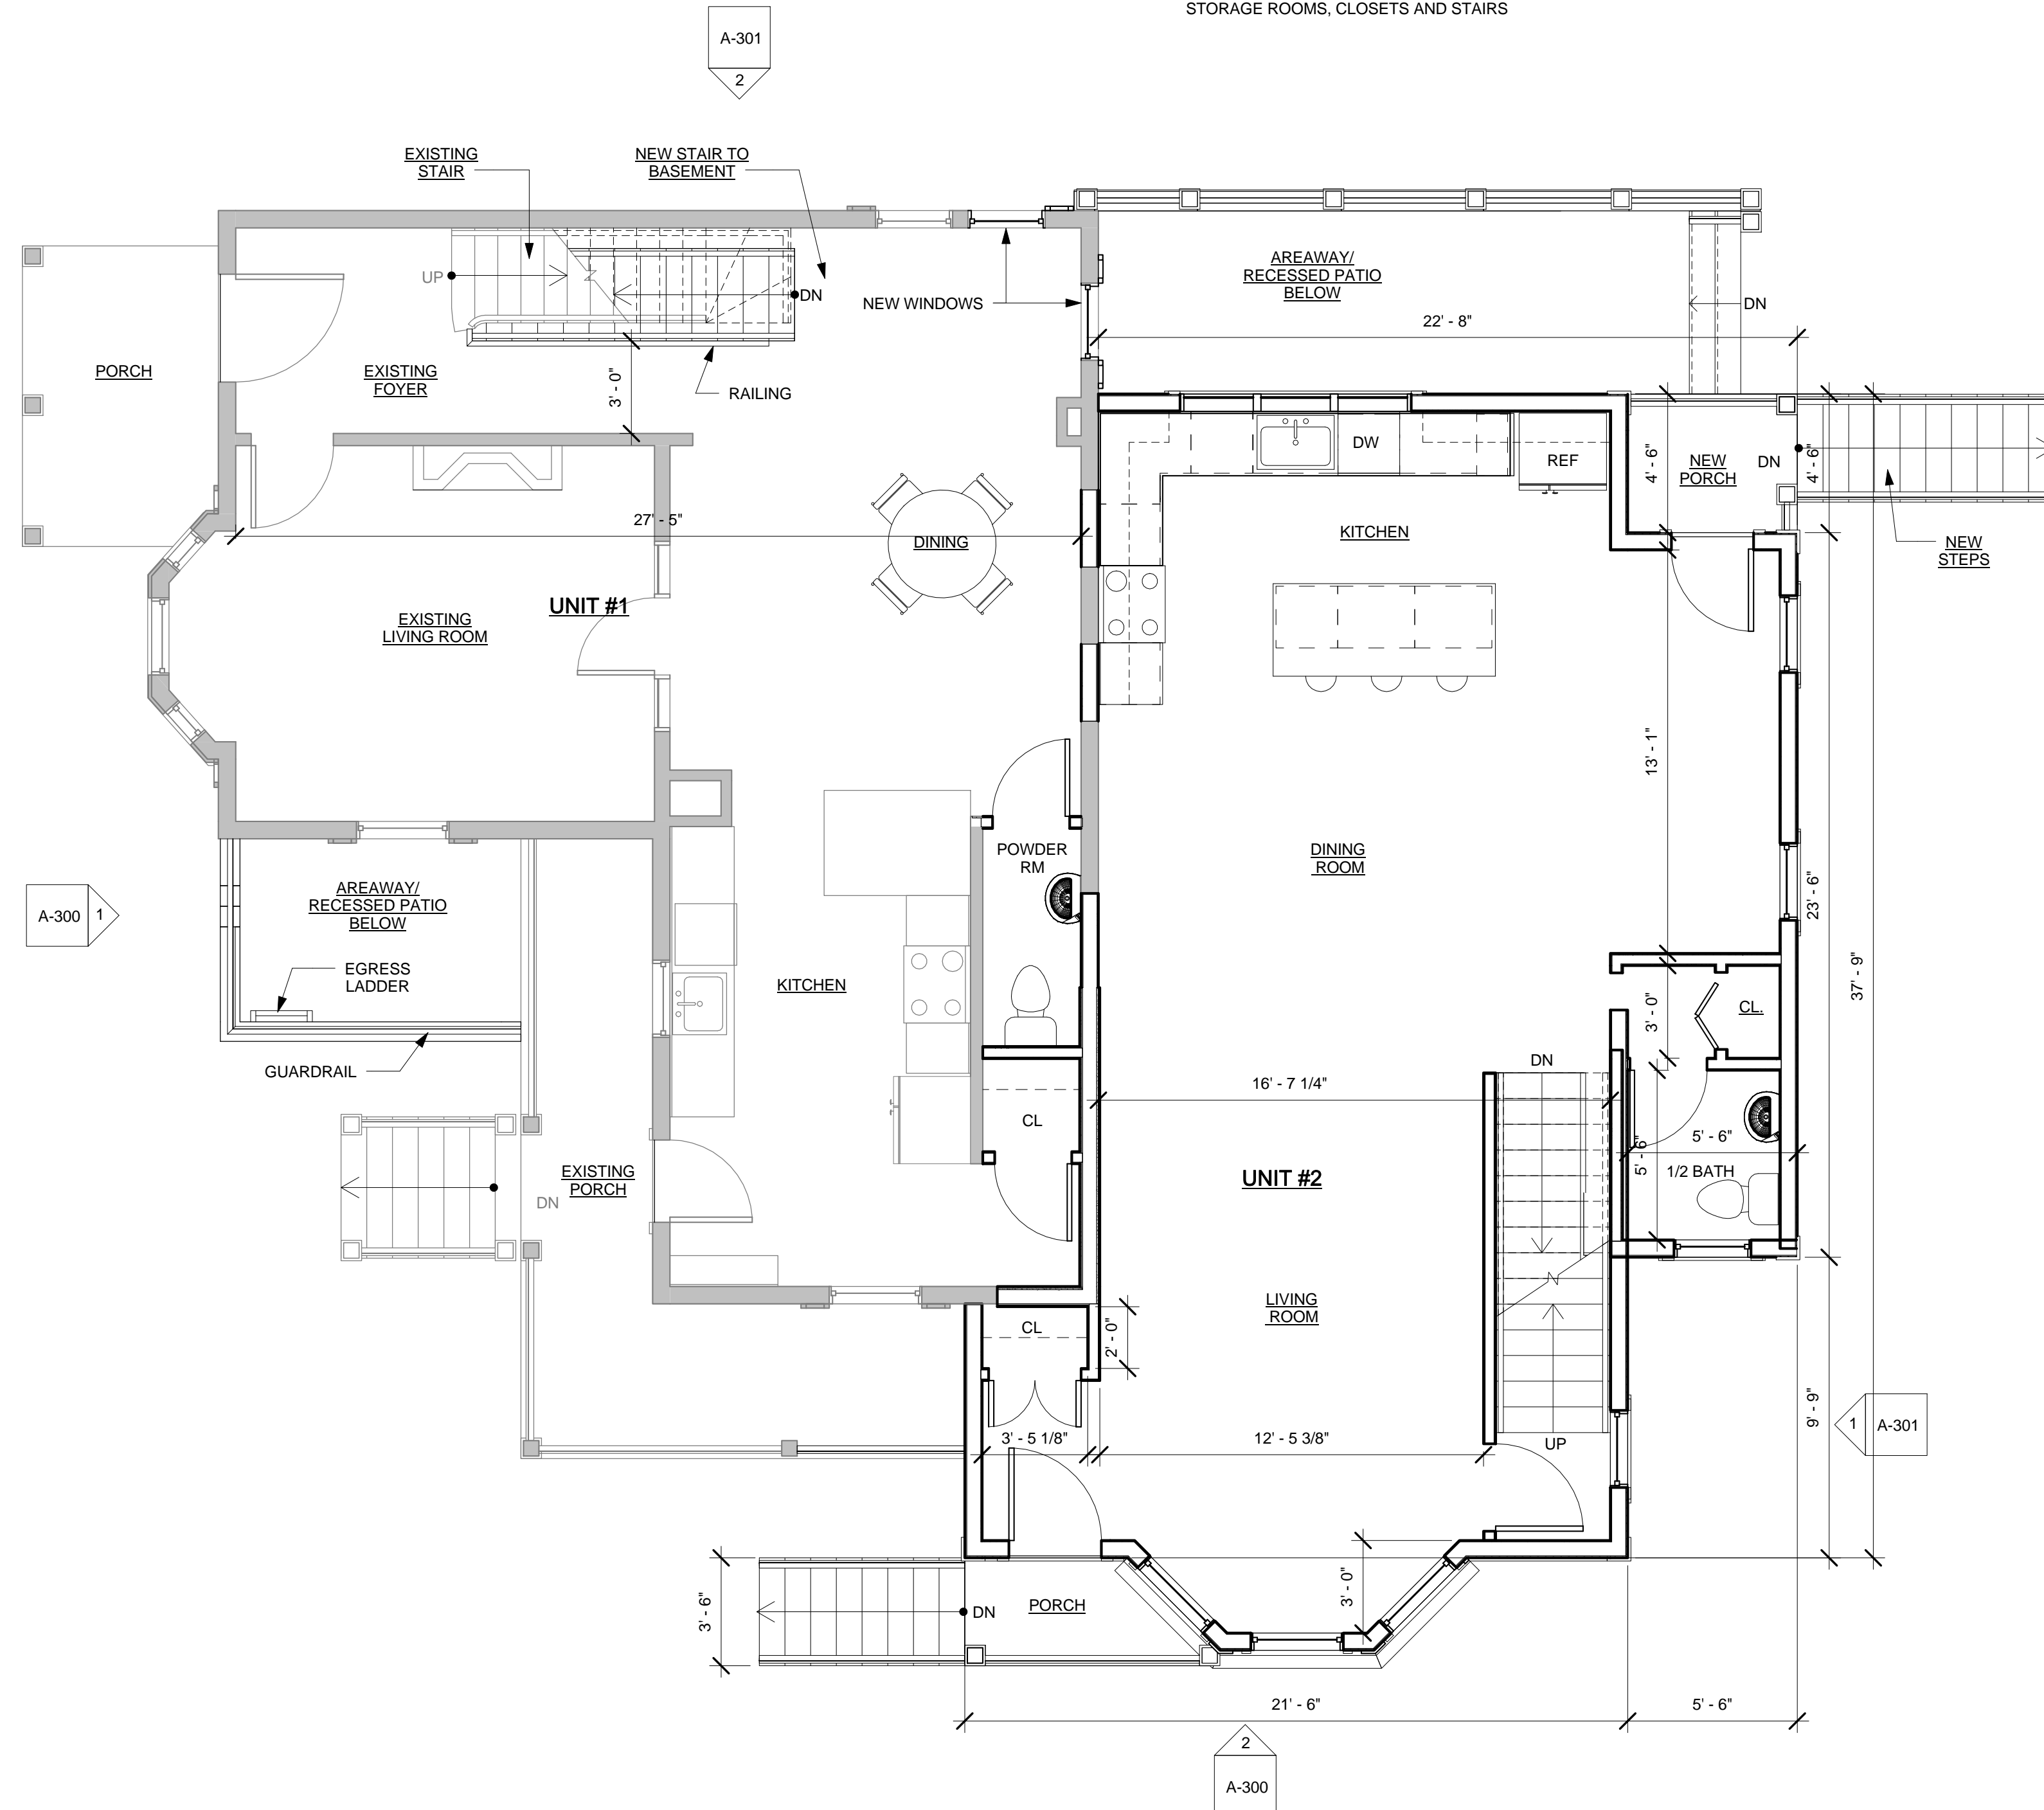 STORAGE ROOMS, CLOSETS AND STAIRS
A-301
2
EXISTING
STAIR
NEW STAIR TO
BASEMENT
UP
DN
NEW WINDOWS
AREAWAY/
RECESSED PATIO
BELOW
DN
22' - 8"
PORCH
EXISTING
FOYER
3' - 0"
RAILING
DW
REF
4' - 6"
NEW
PORCH
DN
4' - 6"
NEW
STEPS
27' - 5"
DINING
KITCHEN
UNIT #1
EXISTING
LIVING ROOM
13' - 1"
POWDER
RM
DINING
ROOM
23' - 6"
37' - 9"
A-300
1
AREAWAY/
RECESSED PATIO
BELOW
EGRESS
LADDER
GUARDRAIL
KITCHEN
3' - 0"
CL.
DN
16' - 7 1/4"
CL
5' - 6"
5' - 6"
1/2 BATH
EXISTING
PORCH
DN
UNIT #2
LIVING
ROOM
CL
2' - 0"
9' - 9"
1
A-301
3' - 5 1/8"
12' - 5 3/8"
UP
3' - 6"
DN
PORCH
3' - 0"
21' - 6"
5' - 6"
2
A-300